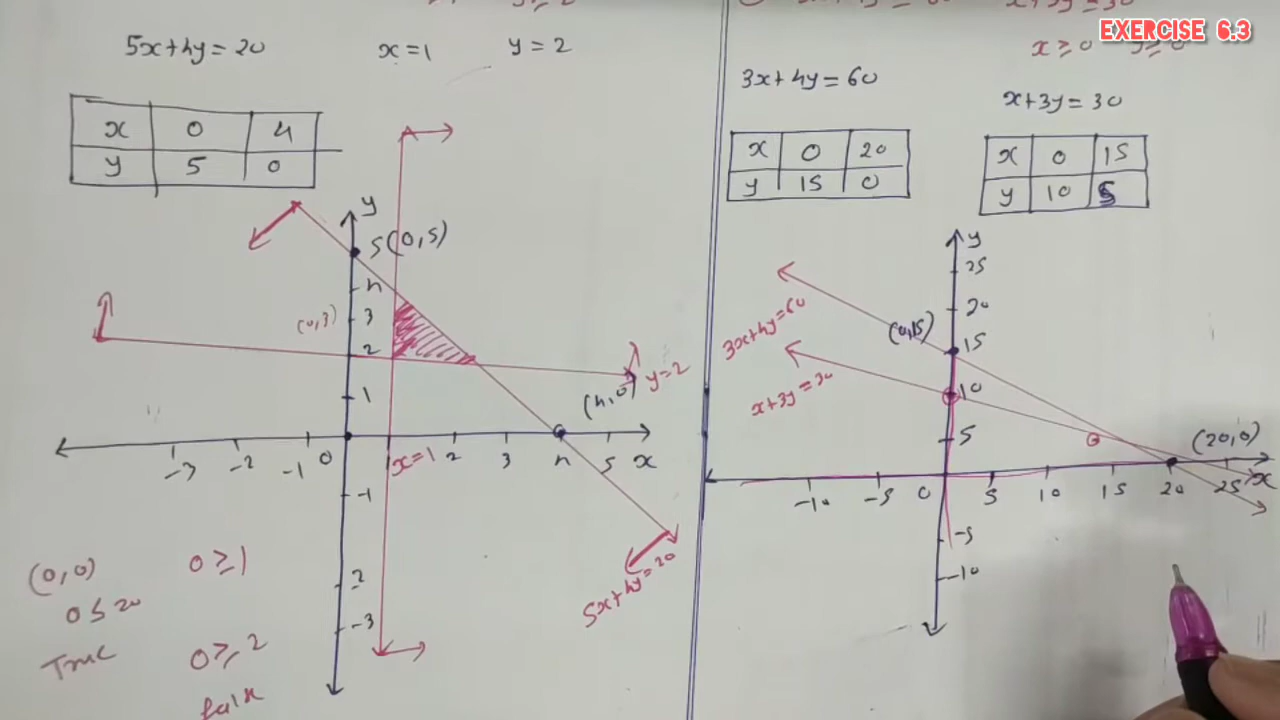 EXERCISE 6.3
x ≥ 0
5x+4y=20 x=1 y=2
x 0 4
y 5 0
y
5 (0,5)
4
(0,3) 3
2
1
y=2
(4,0)
-3 -2 -1 0 x=1 2 3 4 5 x
-1
-2
-3
5x+4y=20
(0,0) 0≥1
0≤20
True 0≥2
false
3x+4y=60
x+3y=30
x 0 20
y 15 0
x 0 15
y 10 5
y
25
20
(0,15) 15
10
5
3x+4y=60
x+3y=30
(20,0)
-10 -5 0 5 10 15 20 25 x
-5
-10